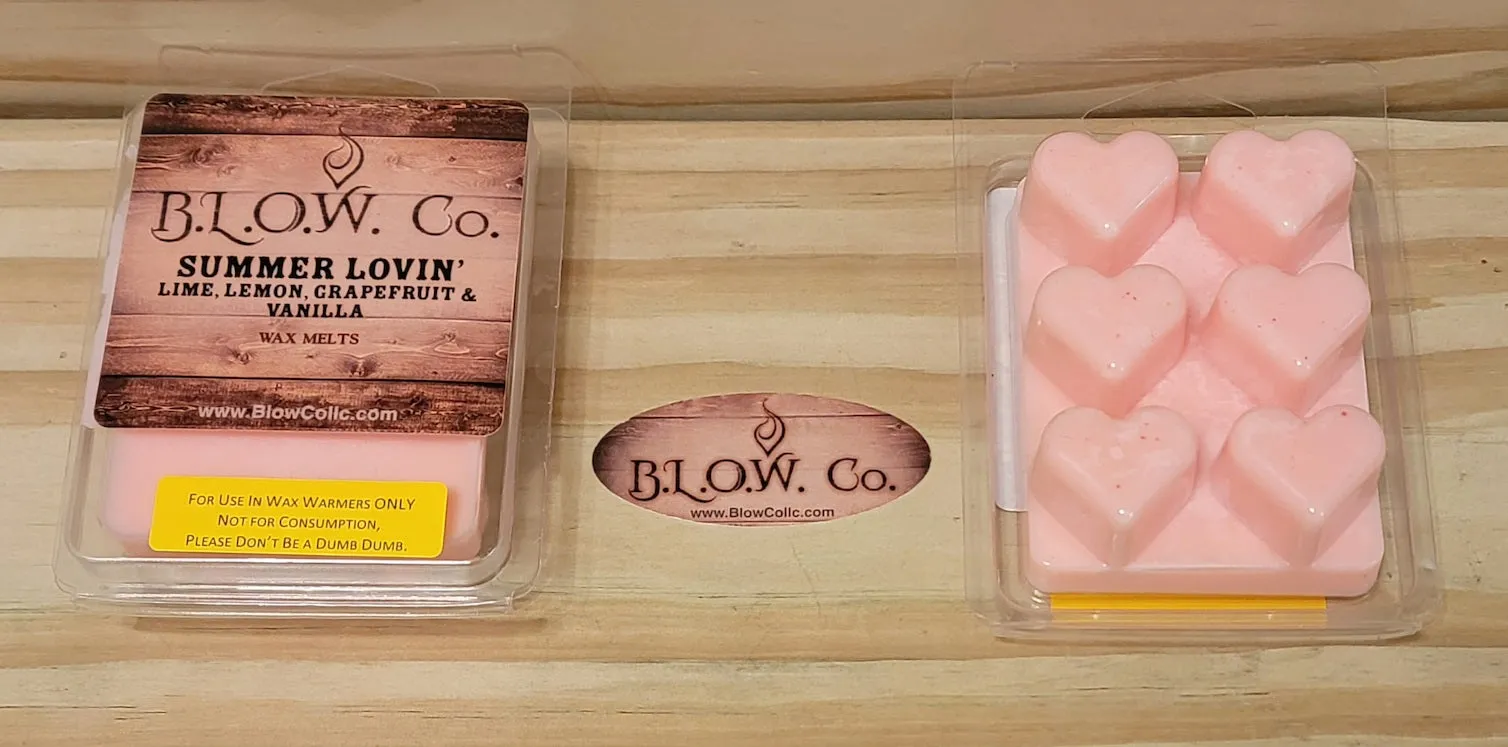 B.L.O.W. Co.
SUMMER LOVIN'
LIME, LEMON, GRAPEFRUIT &
VANILLA
WAX MELTS
www.BlowCollc.com
FOR USE IN WAX WARMERS ONLY
NOT FOR CONSUMPTION,
PLEASE DON'T BE A DUMB DUMB.
B.L.O.W. Co.
www.BlowCollc.com